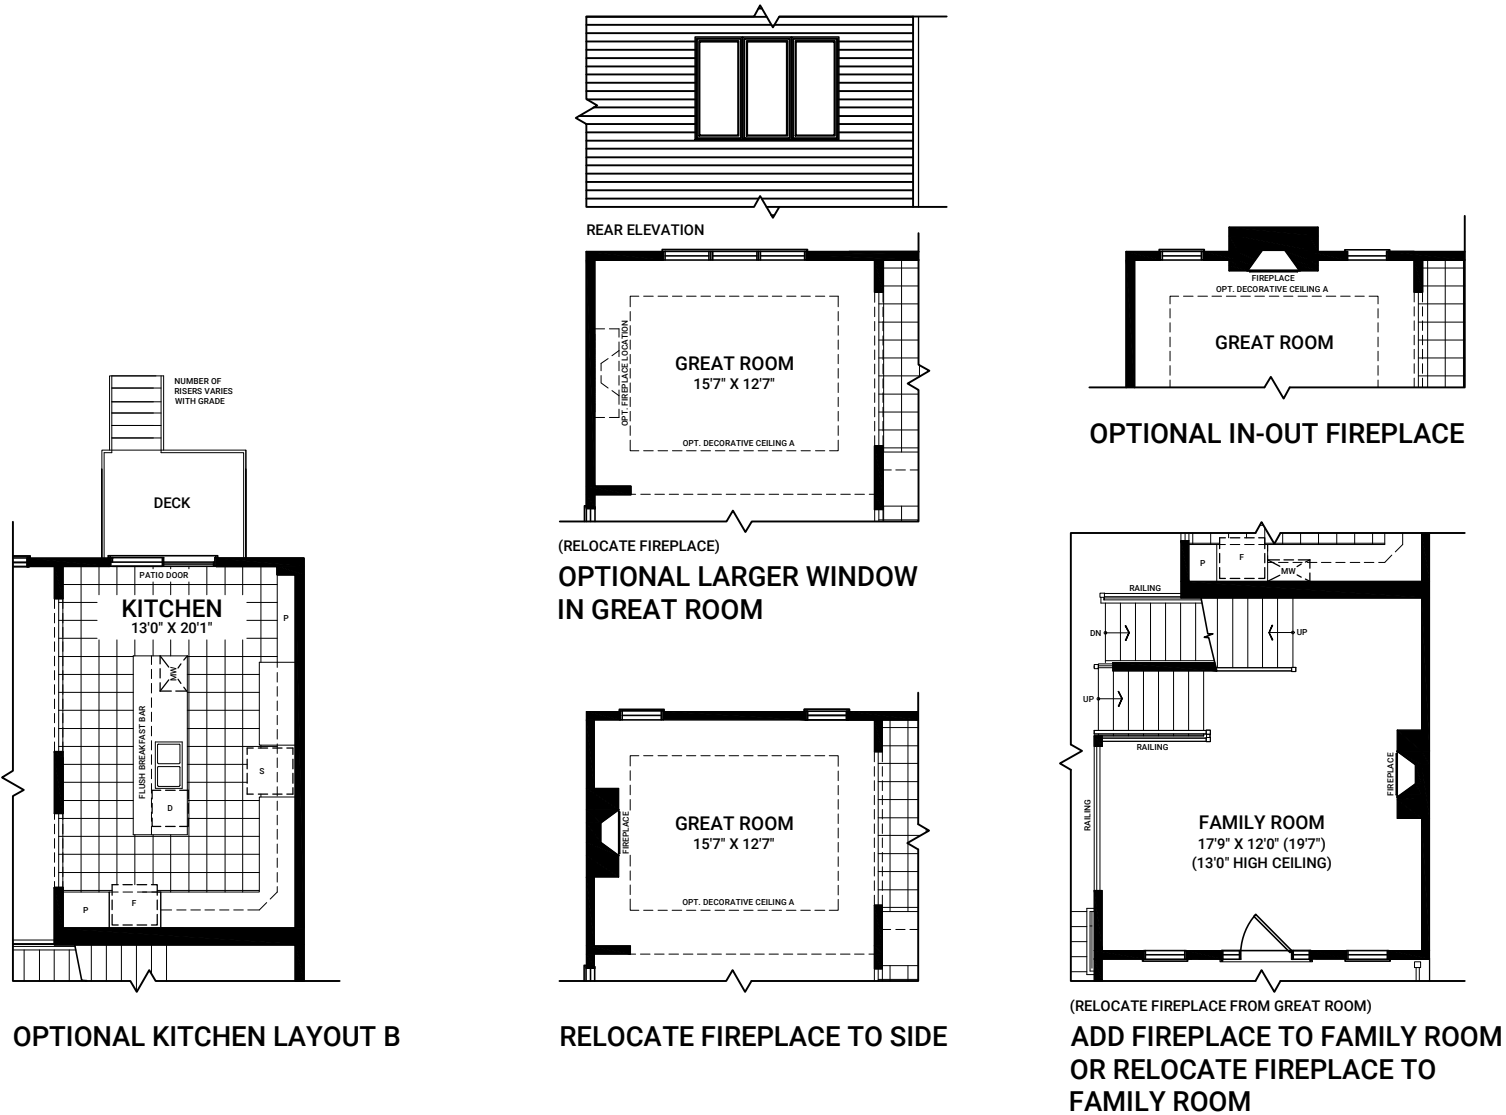 NUMBER OF
RISERS VARIES
WITH GRADE
DECK
PATIO DOOR
KITCHEN
13'0" X 20'1"
P
MW
FLUSH BREAKFAST BAR
S
D
P
F
OPTIONAL KITCHEN LAYOUT B
REAR ELEVATION
OPT. FIREPLACE LOCATION
GREAT ROOM
15'7" X 12'7"
OPT. DECORATIVE CEILING A
(RELOCATE FIREPLACE)
OPTIONAL LARGER WINDOW
IN GREAT ROOM
FIREPLACE
GREAT ROOM
15'7" X 12'7"
OPT. DECORATIVE CEILING A
RELOCATE FIREPLACE TO SIDE
FIREPLACE
OPT. DECORATIVE CEILING A
GREAT ROOM
OPTIONAL IN-OUT FIREPLACE
P
F
MW
RAILING
DN
UP
UP
RAILING
FIREPLACE
RAILING
FAMILY ROOM
17'9" X 12'0" (19'7")
(13'0" HIGH CEILING)
(RELOCATE FIREPLACE FROM GREAT ROOM)
ADD FIREPLACE TO FAMILY ROOM
OR RELOCATE FIREPLACE TO
FAMILY ROOM